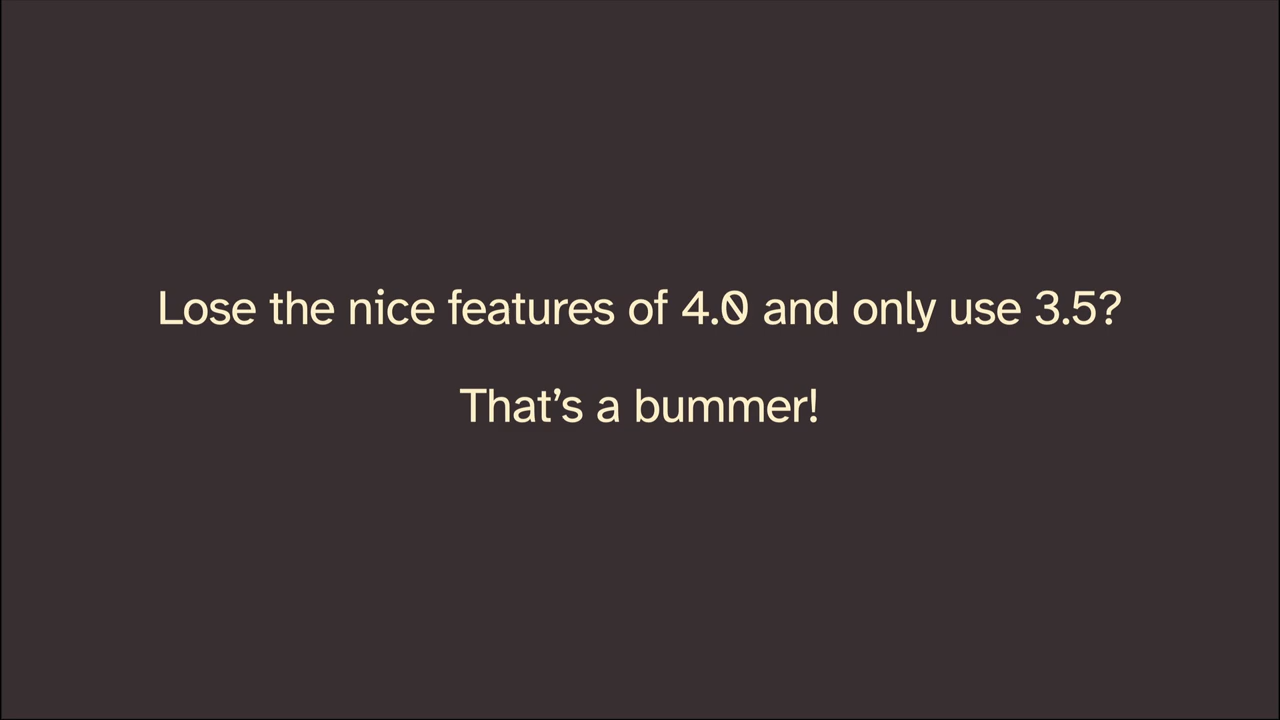 Lose the nice features of 4.0 and only use 3.5?
That’s a bummer!